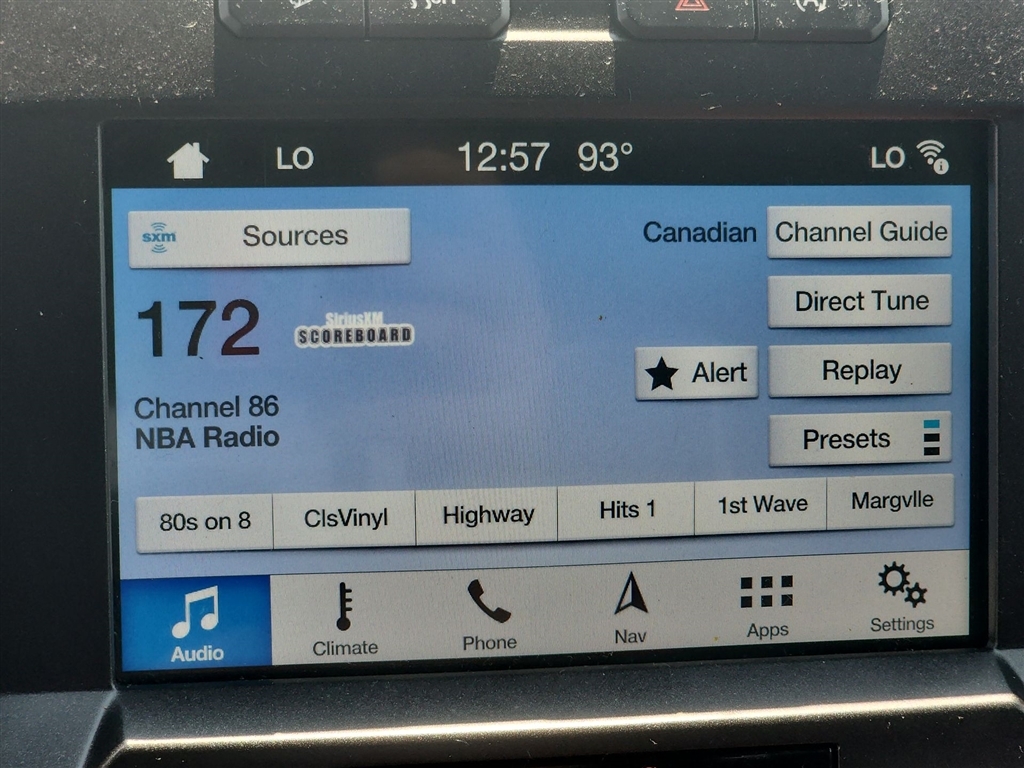 LO 12:57 93° LO
sxm Sources
Canadian Channel Guide
Direct Tune
172
SiriusXM
SCOREBOARD
Alert
Replay
Channel 86
NBA Radio
Presets
80s on 8 ClsVinyl Highway Hits 1 1st Wave Margvlle
Audio Climate Phone Nav Apps Settings